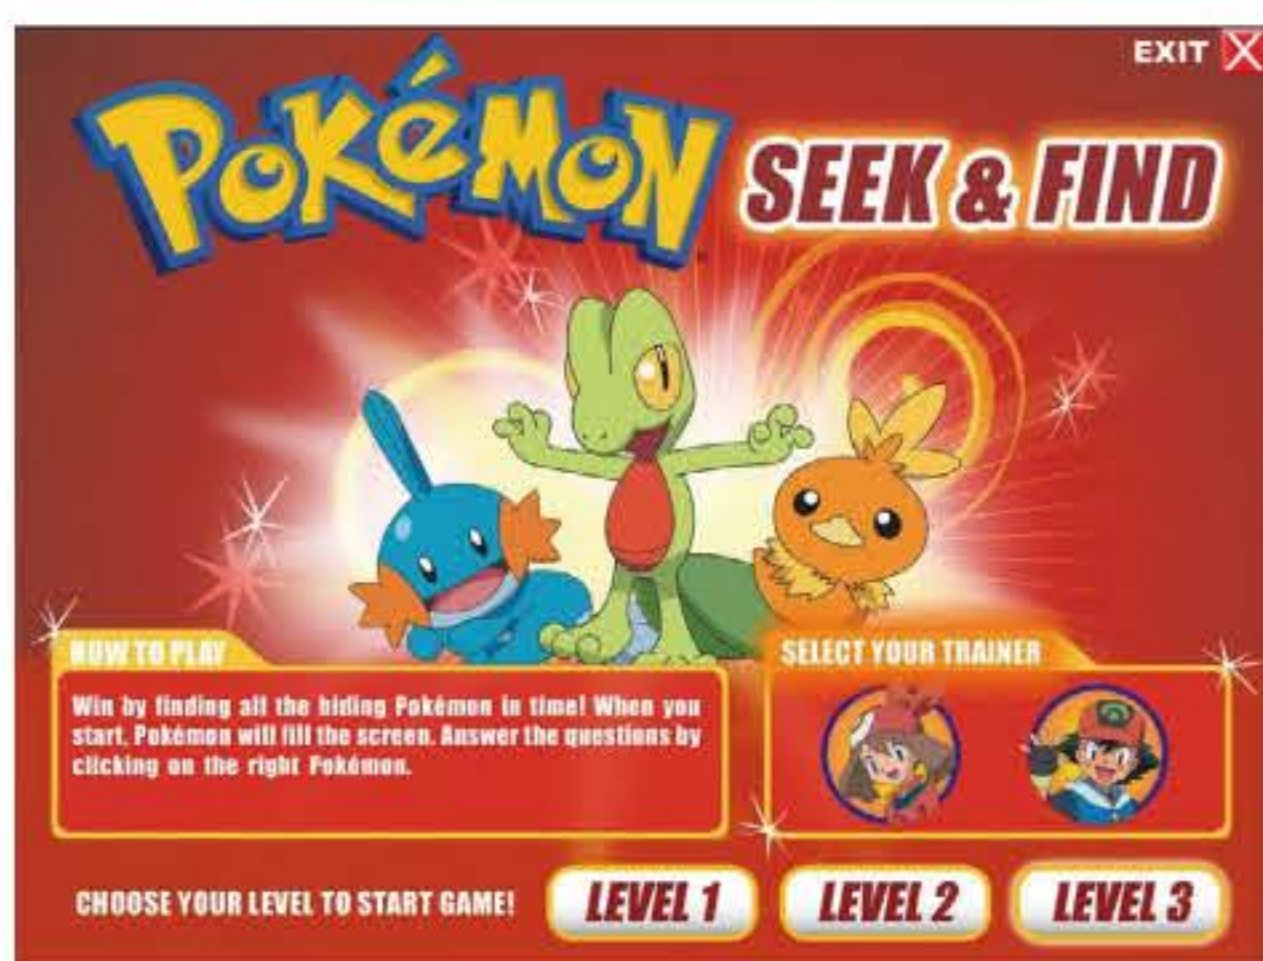 EXIT X
POKéMON
SEEK & FIND
HOW TO PLAY
Win by finding all the hiding Pokémon in time! When you
start, Pokémon will fill the screen. Answer the questions by
clicking on the right Pokémon.
SELECT YOUR TRAINER
CHOOSE YOUR LEVEL TO START GAME!
LEVEL 1
LEVEL 2
LEVEL 3